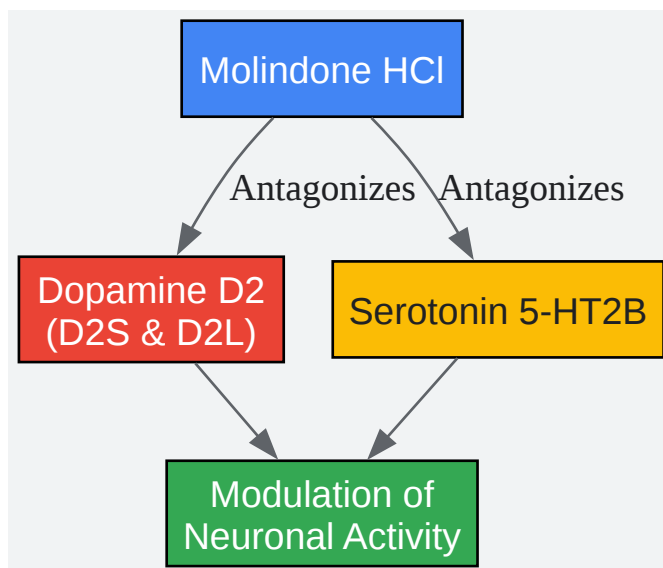 Molindone HCl
Antagonizes
Antagonizes
Dopamine D2
(D2S & D2L)
Serotonin 5-HT2B
Modulation of
Neuronal Activity